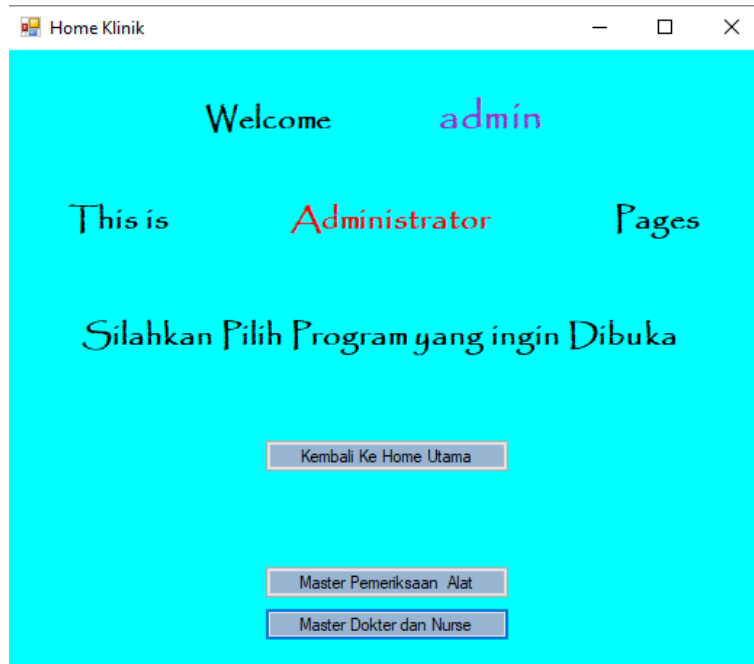 Home Klinik
Welcome admin
This is Administrator Pages
Silahkan Pilih Program yang ingin Dibuka
Kembali Ke Home Utama
Master Pemeriksaan Alat
Master Dokter dan Nurse